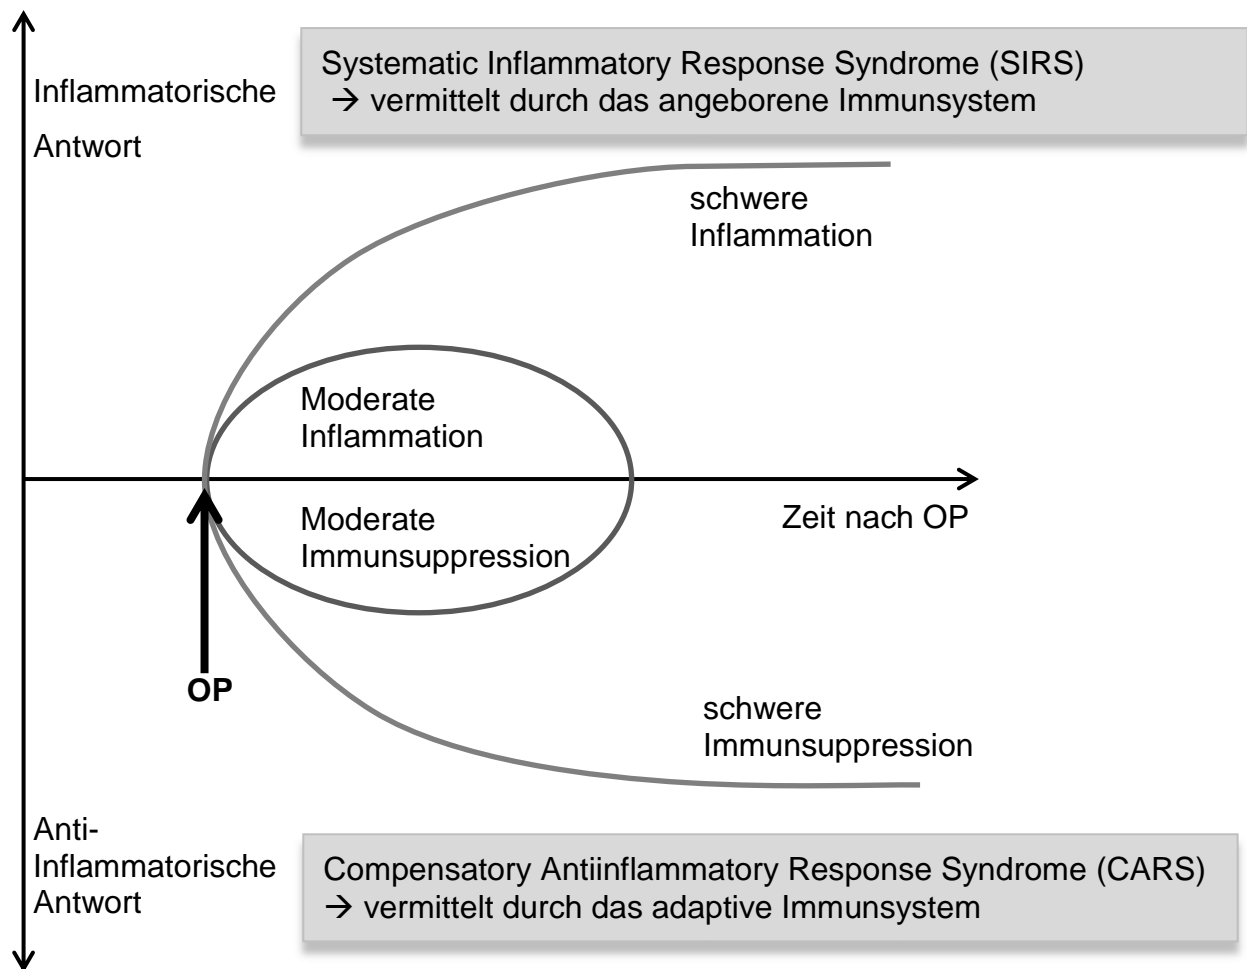 Systematic Inflammatory Response Syndrome (SIRS)
→ vermittelt durch das angeborene Immunsystem
Inflammatorische
Antwort
schwere
Inflammation
Moderate
Inflammation
Moderate
Immunsuppression
Zeit nach OP
OP
schwere
Immunsuppression
Anti-
Inflammatorische
Antwort
Compensatory Antiinflammatory Response Syndrome (CARS)
→ vermittelt durch das adaptive Immunsystem